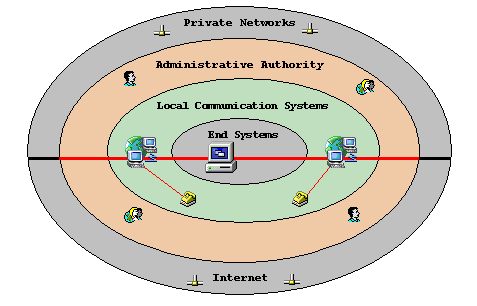 Private Networks
Administrative Authority
Local Communication Systems
End Systems
Internet